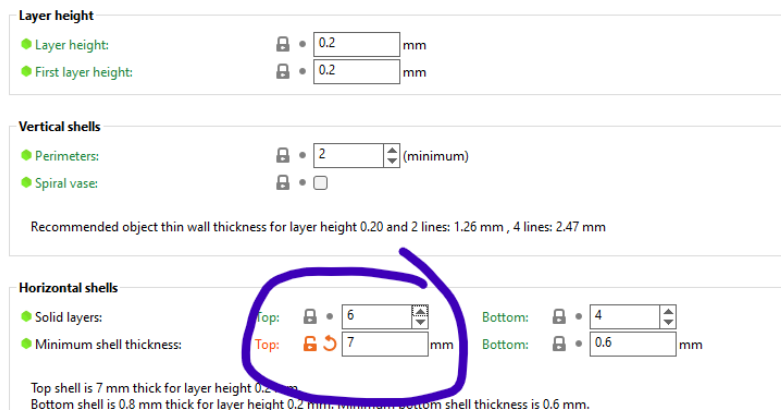 Layer height
Layer height: 0.2 mm
First layer height: 0.2 mm
Vertical shells
Perimeters: 2 (minimum)
Spiral vase:
Recommended object thin wall thickness for layer height 0.20 and 2 lines: 1.26 mm , 4 lines: 2.47 mm
Horizontal shells
Solid layers: Top: 6 Bottom: 4
Minimum shell thickness: Top: 7 mm Bottom: 0.6 mm
Top shell is 7 mm thick for layer height 0.2 mm.
Bottom shell is 0.8 mm thick for layer height 0.2 mm. Minimum bottom shell thickness is 0.6 mm.